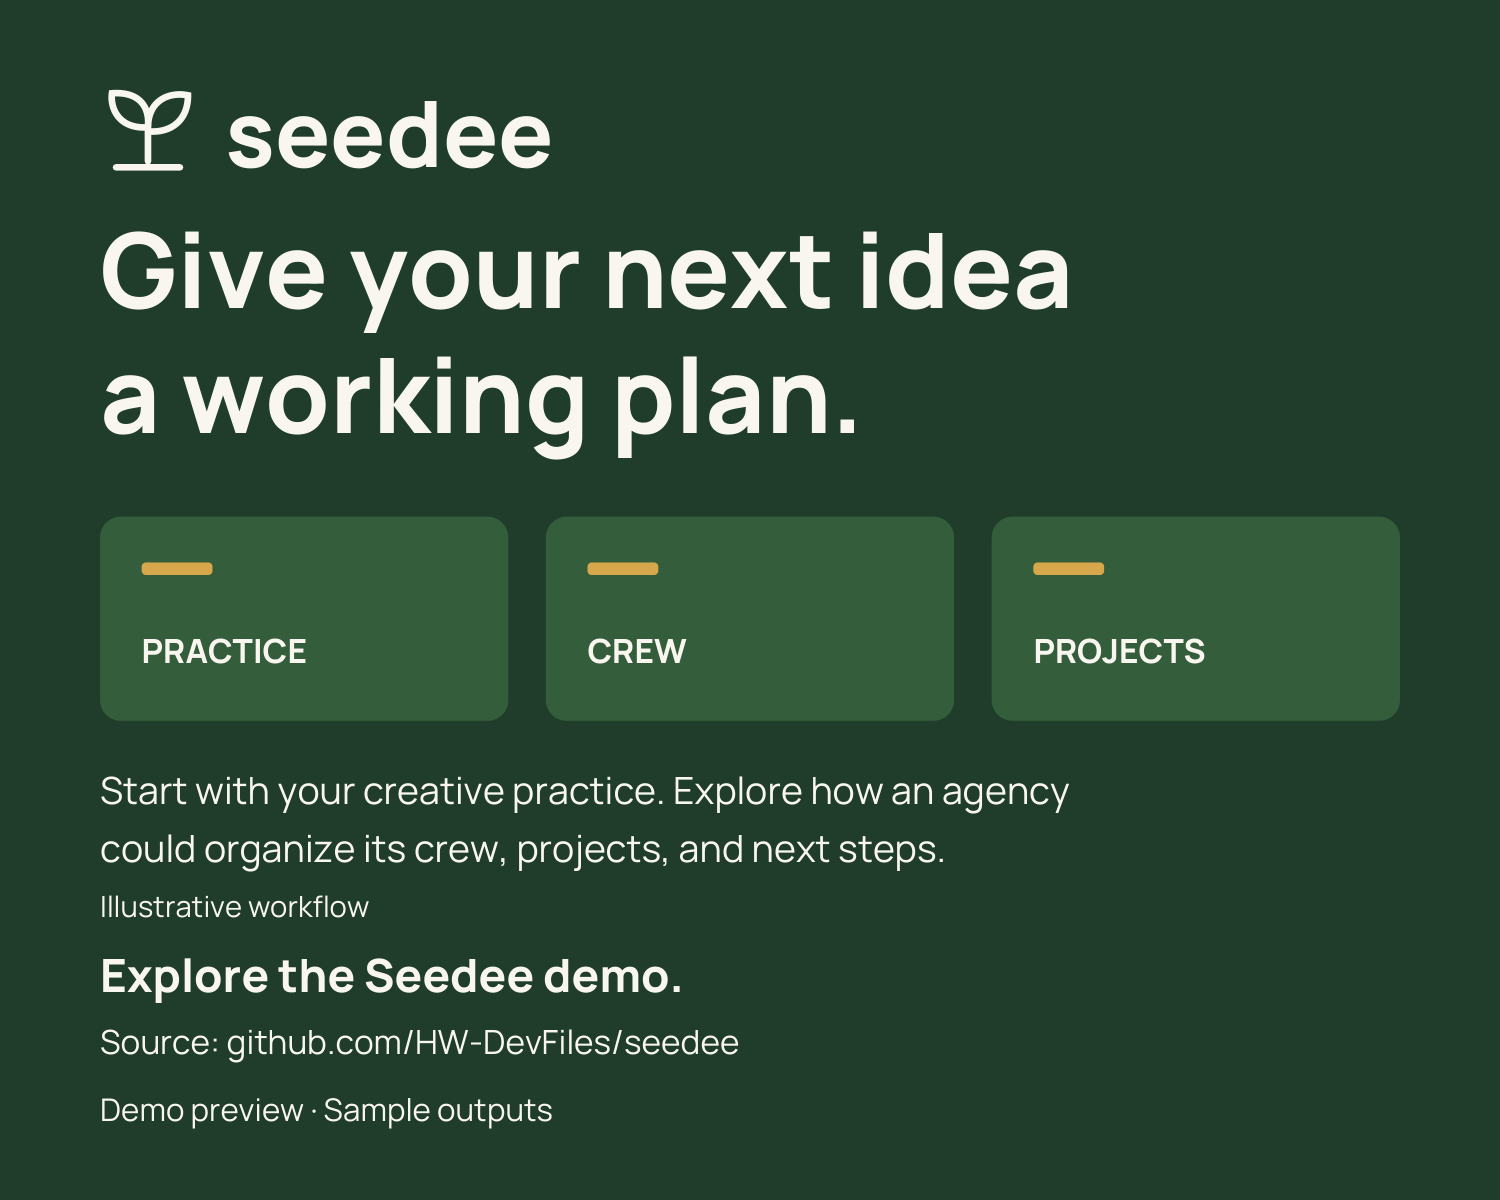 seedee
Give your next idea
a working plan.
PRACTICE
CREW
PROJECTS
Start with your creative practice. Explore how an agency
could organize its crew, projects, and next steps.
Illustrative workflow
Explore the Seedee demo.
Source: github.com/HW-DevFiles/seedee
Demo preview · Sample outputs